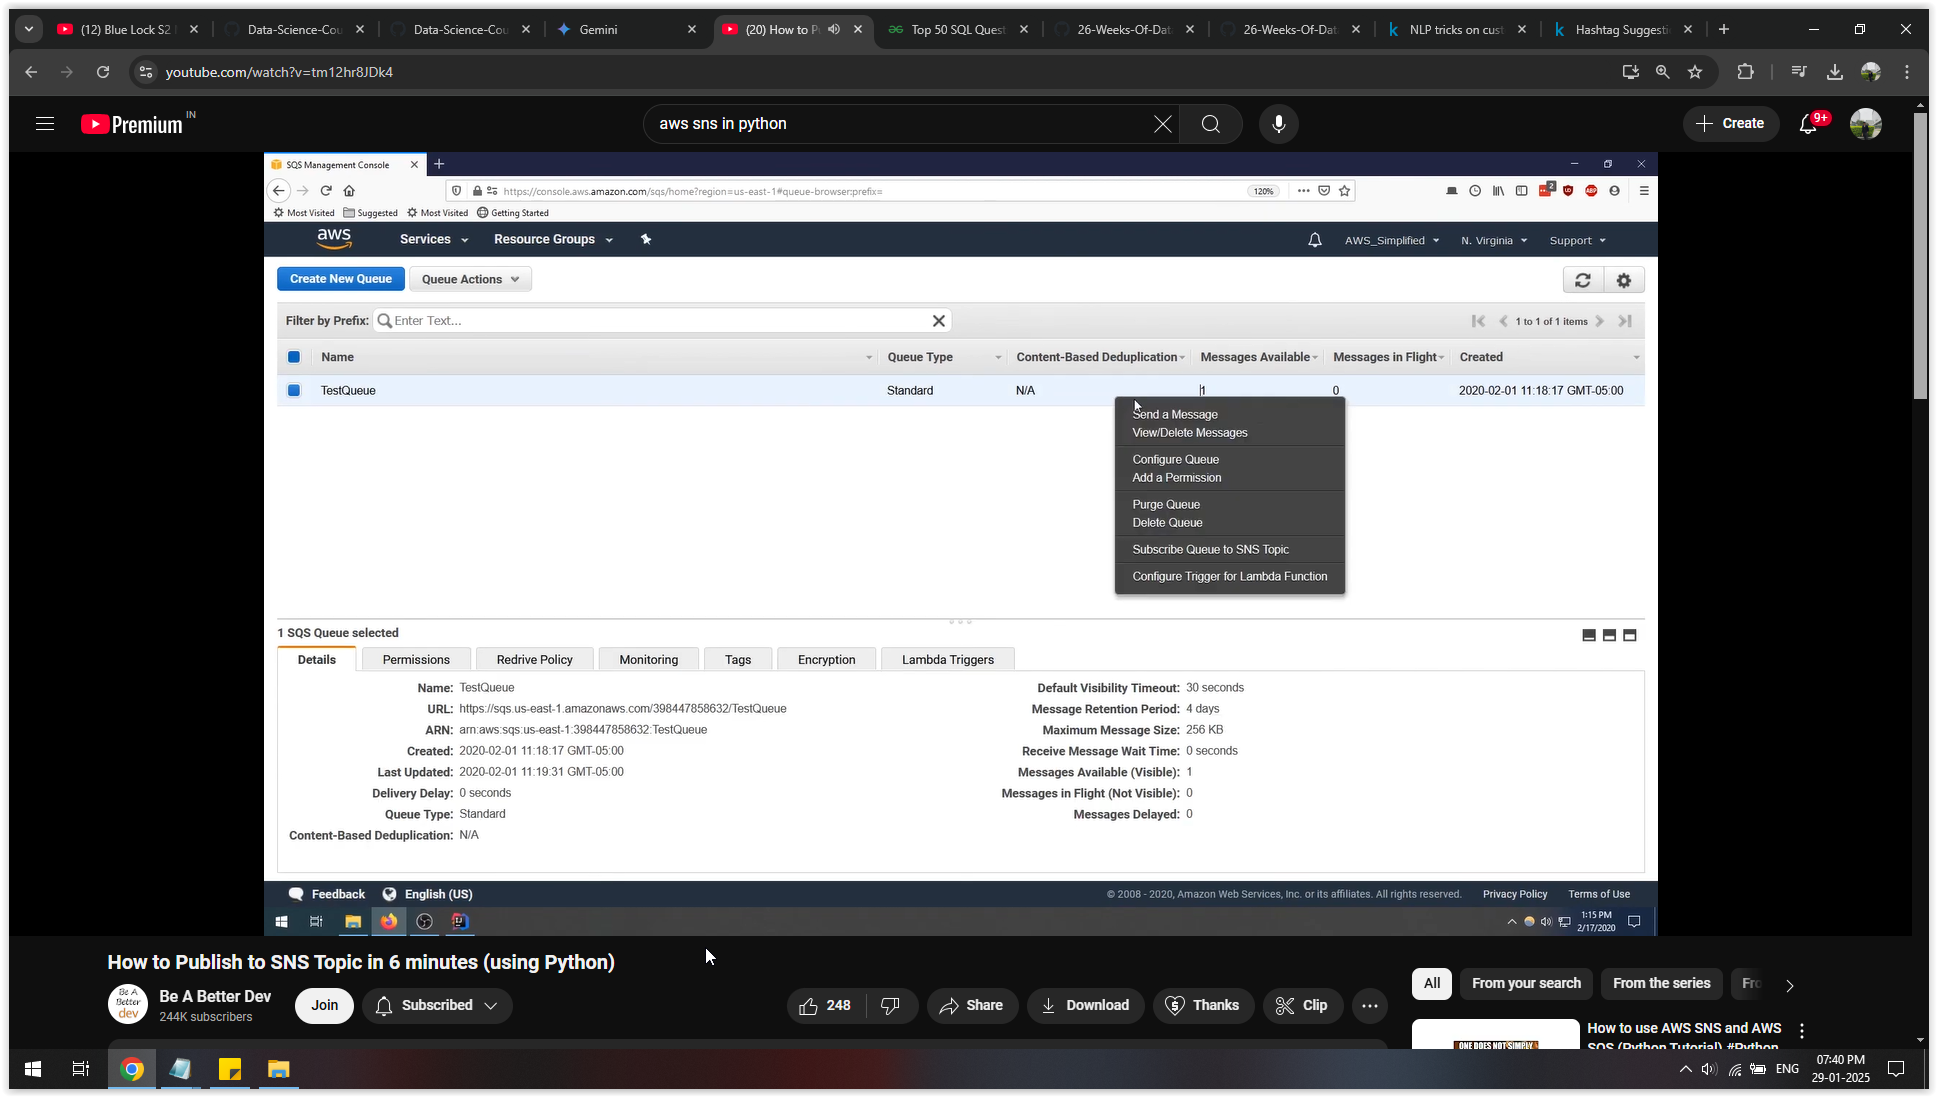 (12) Blue Lock S2
Data-Science-Cou
Data-Science-Cou
Gemini
(20) How to P
Top 50 SQL Quest
26-Weeks-Of-Dat
26-Weeks-Of-Dat
NLP tricks on cust
Hashtag Suggesti
youtube.com/watch?v=tm12hr8JDk4
Premium IN
aws sns in python
Create
9+
SQS Management Console
https://console.aws.amazon.com/sqs/home?region=us-east-1#queue-browser:prefix=
120%
2
Most Visited
Suggested
Most Visited
Getting Started
aws
Services
Resource Groups
AWS_Simplified
N. Virginia
Support
Create New Queue
Queue Actions
Filter by Prefix:
Enter Text...
1 to 1 of 1 items
Name
Queue Type
Content-Based Deduplication
Messages Available
Messages in Flight
Created
TestQueue
Standard
N/A
1
0
2020-02-01 11:18:17 GMT-05:00
Send a Message
View/Delete Messages
Configure Queue
Add a Permission
Purge Queue
Delete Queue
Subscribe Queue to SNS Topic
Configure Trigger for Lambda Function
1 SQS Queue selected
Details
Permissions
Redrive Policy
Monitoring
Tags
Encryption
Lambda Triggers
Name: TestQueue
URL: https://sqs.us-east-1.amazonaws.com/398447858632/TestQueue
ARN: arn:aws:sqs:us-east-1:398447858632:TestQueue
Created: 2020-02-01 11:18:17 GMT-05:00
Last Updated: 2020-02-01 11:19:31 GMT-05:00
Delivery Delay: 0 seconds
Queue Type: Standard
Content-Based Deduplication: N/A
Default Visibility Timeout: 30 seconds
Message Retention Period: 4 days
Maximum Message Size: 256 KB
Receive Message Wait Time: 0 seconds
Messages Available (Visible): 1
Messages in Flight (Not Visible): 0
Messages Delayed: 0
Feedback
English (US)
© 2008 - 2020, Amazon Web Services, Inc. or its affiliates. All rights reserved.
Privacy Policy
Terms of Use
1:15 PM
2/17/2020
How to Publish to SNS Topic in 6 minutes (using Python)
Be A Better dev
Be A Better Dev
244K subscribers
Join
Subscribed
248
Share
Download
Thanks
Clip
All
From your search
From the series
Fro
How to use AWS SNS and AWS
SQS (Python Tutorial) #Python
ONE DOES NOT SIMPLY
ENG
07:40 PM
29-01-2025